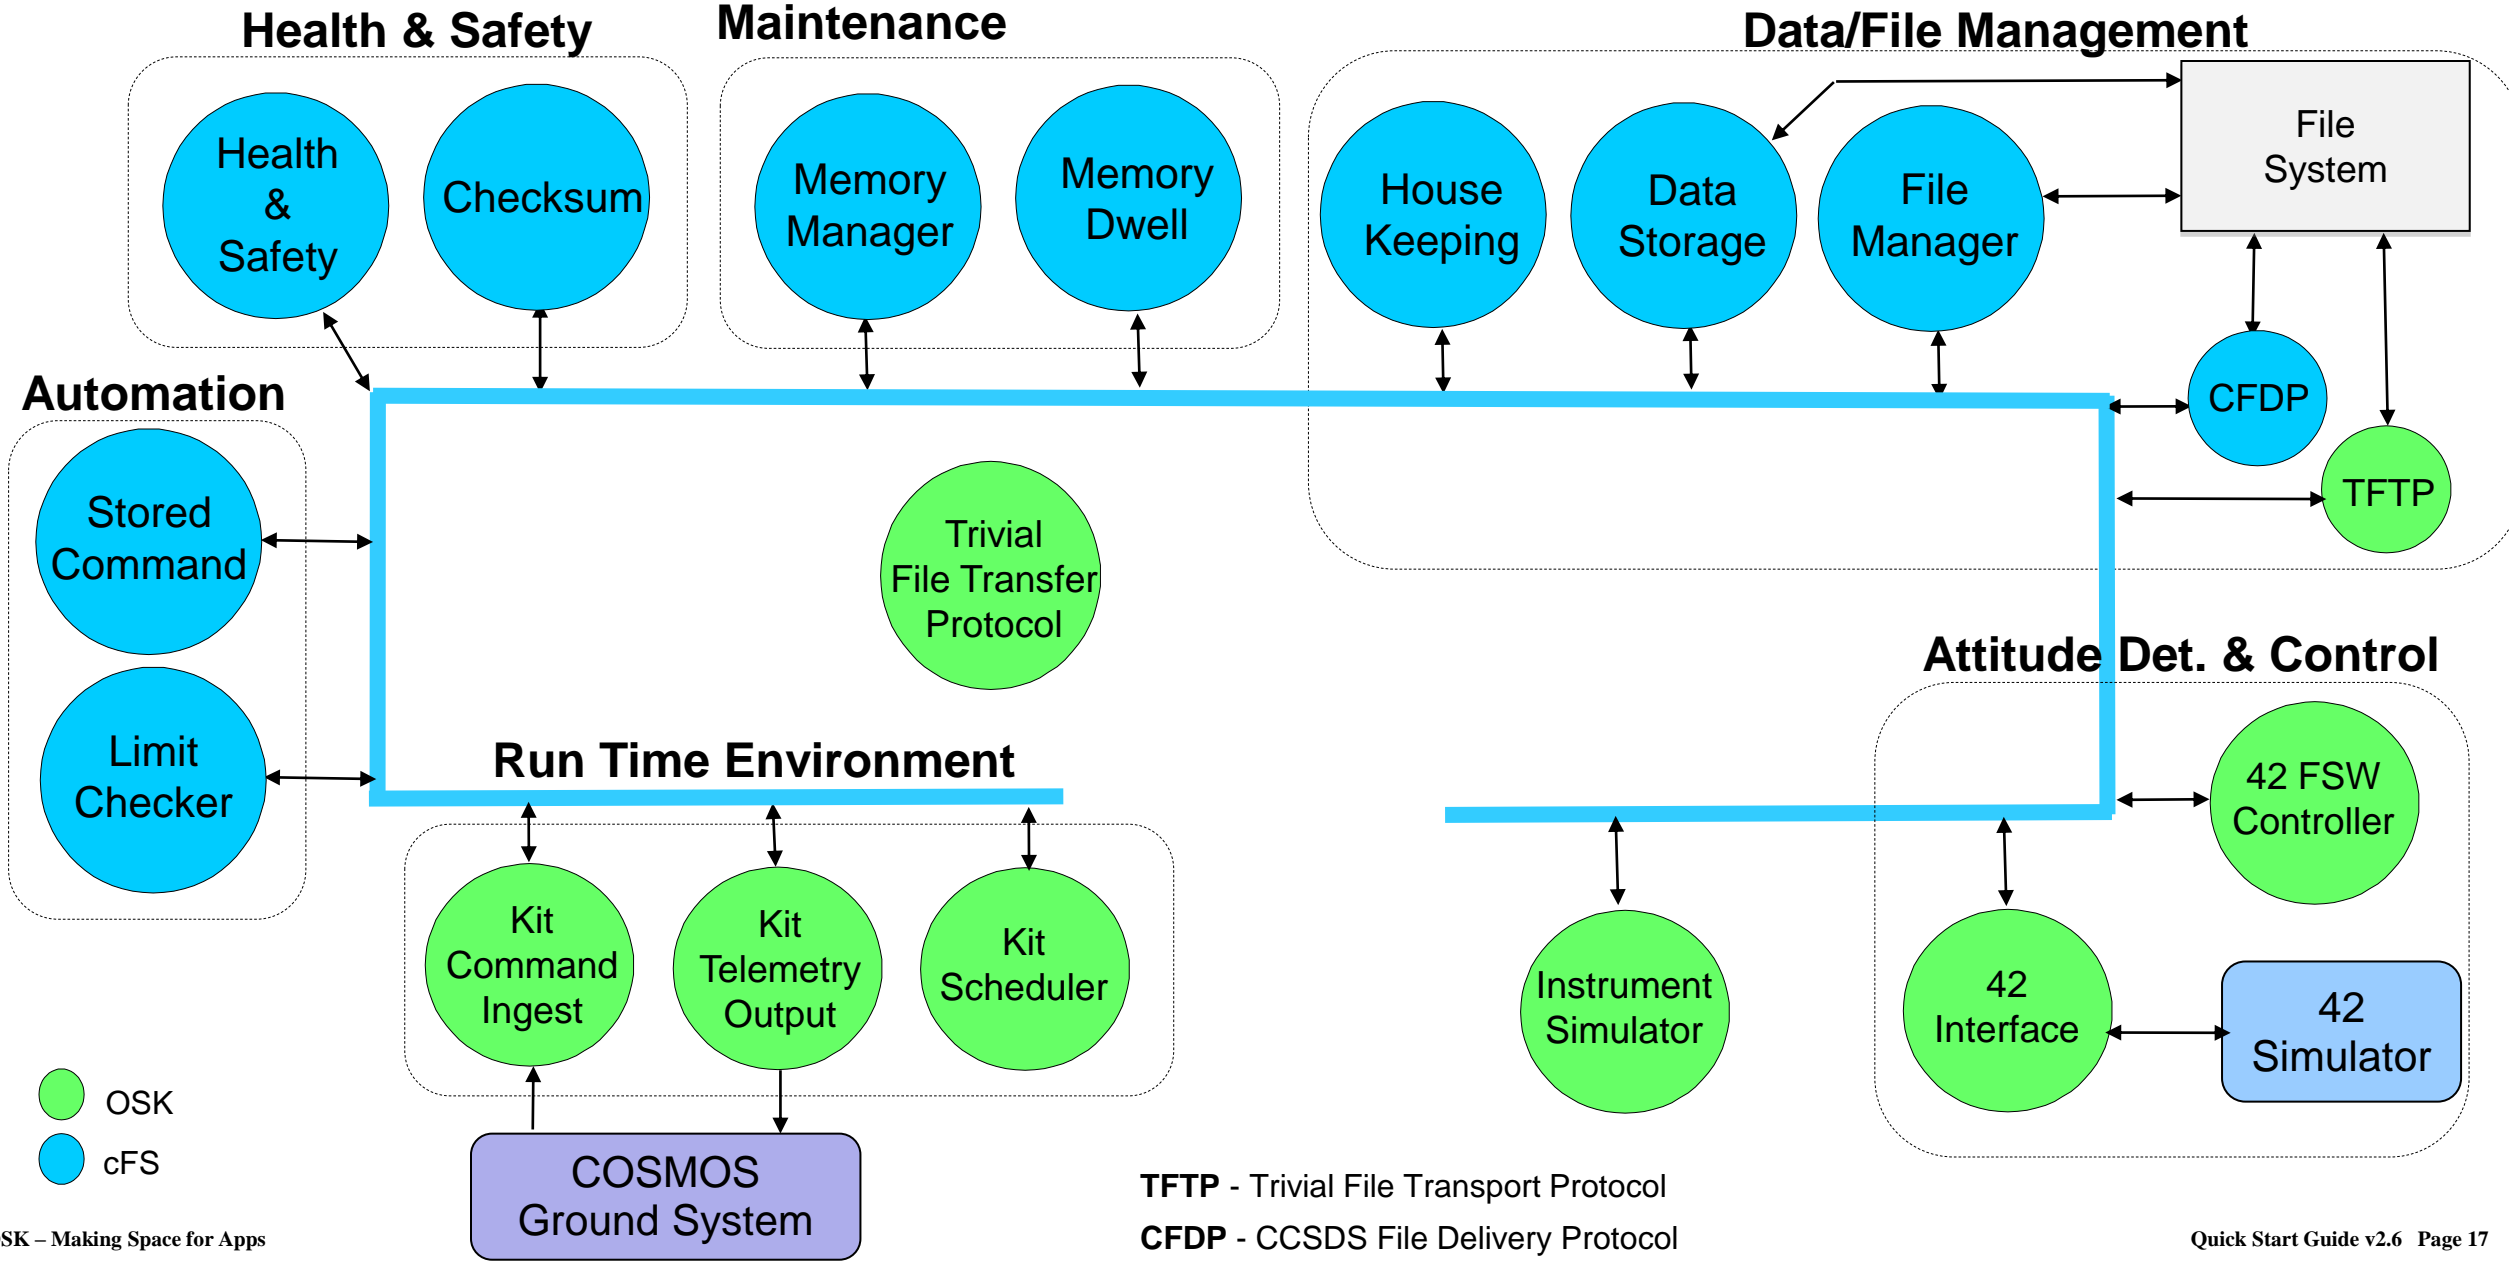 Health & Safety
Maintenance
Data/File Management
Health
&
Safety
Checksum
Memory
Manager
Memory
Dwell
House
Keeping
Data
Storage
File
Manager
File
System
CFDP
TFTP
Automation
Stored
Command
Limit
Checker
Trivial
File Transfer
Protocol
Attitude Det. & Control
42 FSW
Controller
42
Interface
42
Simulator
Instrument
Simulator
Run Time Environment
Kit
Command
Ingest
Kit
Telemetry
Output
Kit
Scheduler
COSMOS
Ground System
OSK
cFS
TFTP - Trivial File Transport Protocol
CFDP - CCSDS File Delivery Protocol
SK – Making Space for Apps
Quick Start Guide v2.6 Page 17